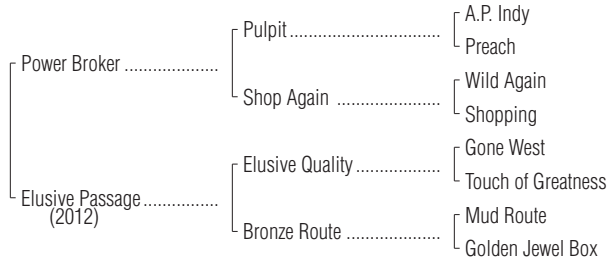 A.P. Indy
Pulpit
Preach
Power Broker
Wild Again
Shop Again
Shopping
Gone West
Elusive Quality
Touch of Greatness
Elusive Passage
(2012)
Mud Route
Bronze Route
Golden Jewel Box